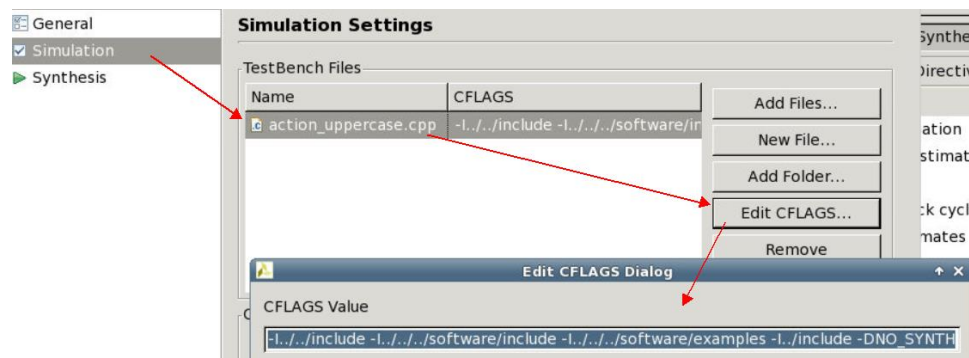 General
Simulation
Synthesis
Simulation Settings
TestBench Files
Name CFLAGS
action_uppercase.cpp -I../../include -I../../../software/in
Add Files...
New File...
Add Folder...
Edit CFLAGS...
Remove
Edit CFLAGS Dialog
CFLAGS Value
-I../../include -I../../../software/include -I../../../software/examples -I../include -DNO_SYNTH
Synthe
Directiv
ation
stimat
ck cycl
mates